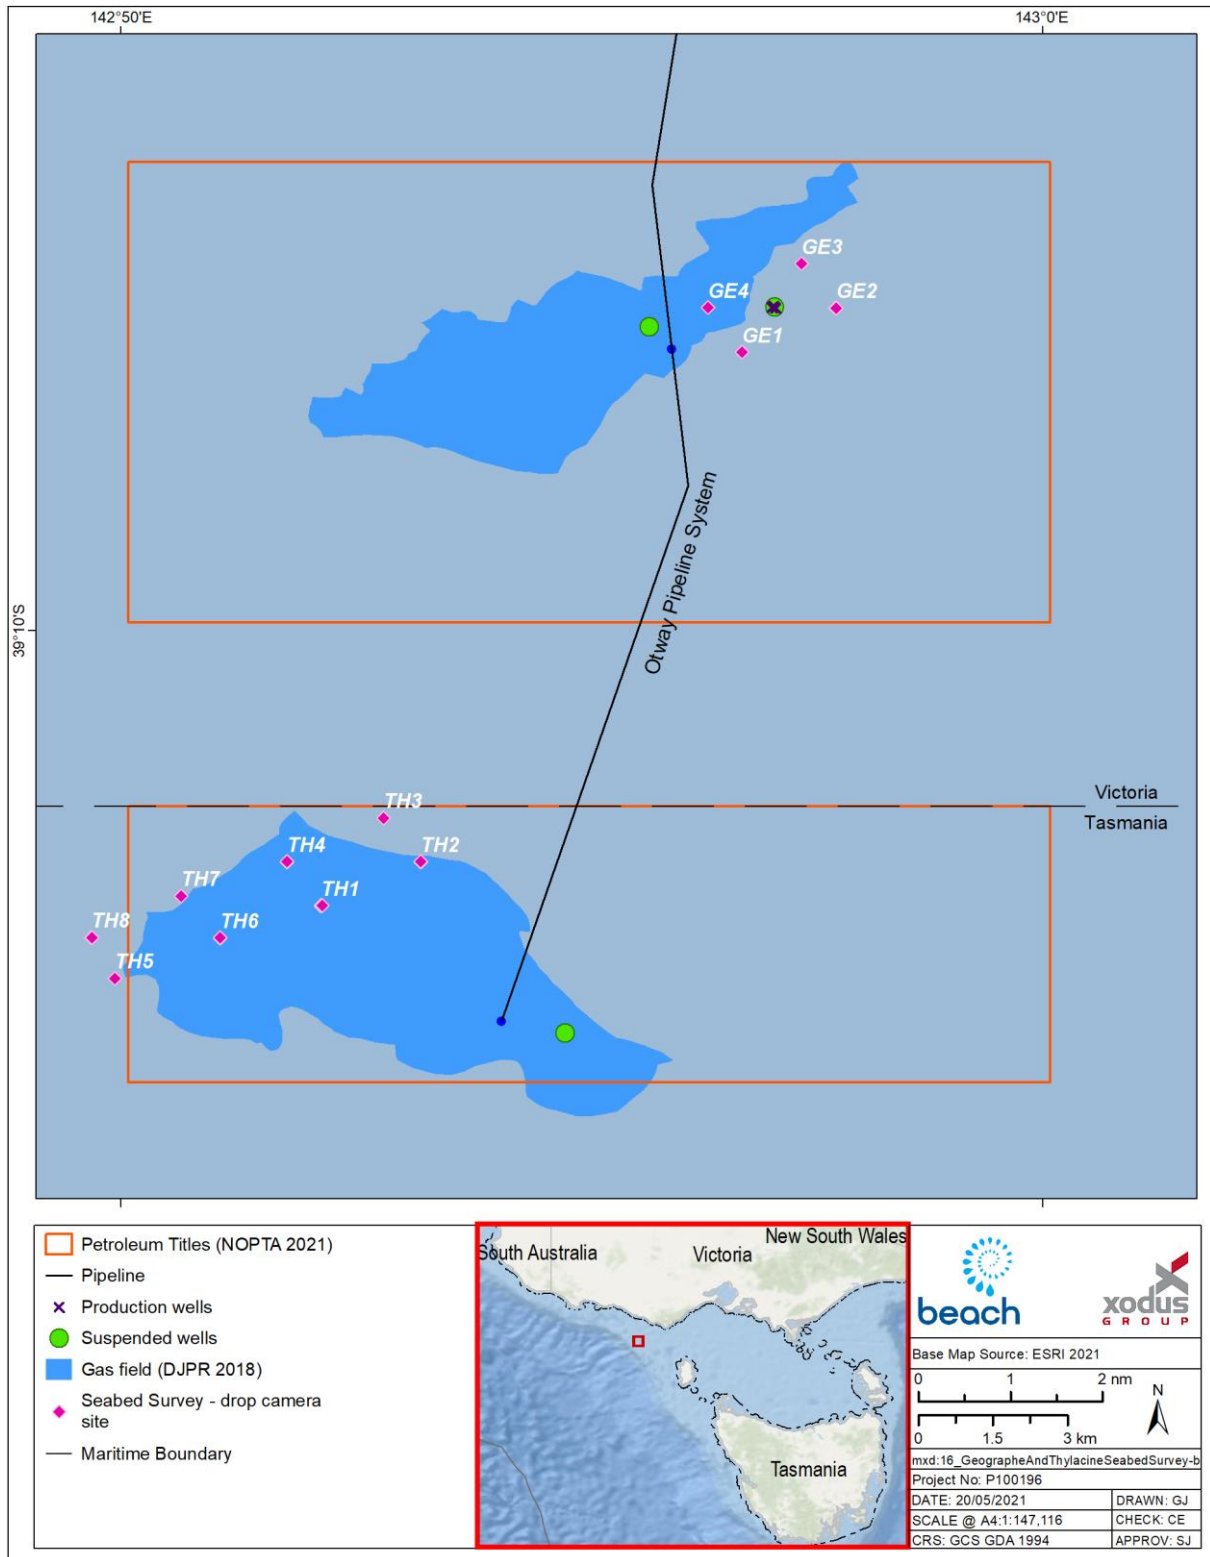 142°50'E
143°0'E
GE3
GE4
GE2
GE1
Otway Pipeline System
39°10'S
Victoria
Tasmania
TH3
TH4
TH2
TH7
TH1
TH8
TH6
TH5
Petroleum Titles (NOPTA 2021)
Pipeline
Production wells
Suspended wells
Gas field (DJPR 2018)
Seabed Survey - drop camera
site
Maritime Boundary
South Australia
Victoria
New South Wales
Tasmania
beach
xodus
GROUP
Base Map Source: ESRI 2021
0 1 2 nm
N
0 1.5 3 km
mxd:16_GeographeAndThylacineSeabedSurvey-b
Project No: P100196
DATE: 20/05/2021
DRAWN: GJ
SCALE @ A4:1:147,116
CHECK: CE
CRS: GCS GDA 1994
APPROV: SJ